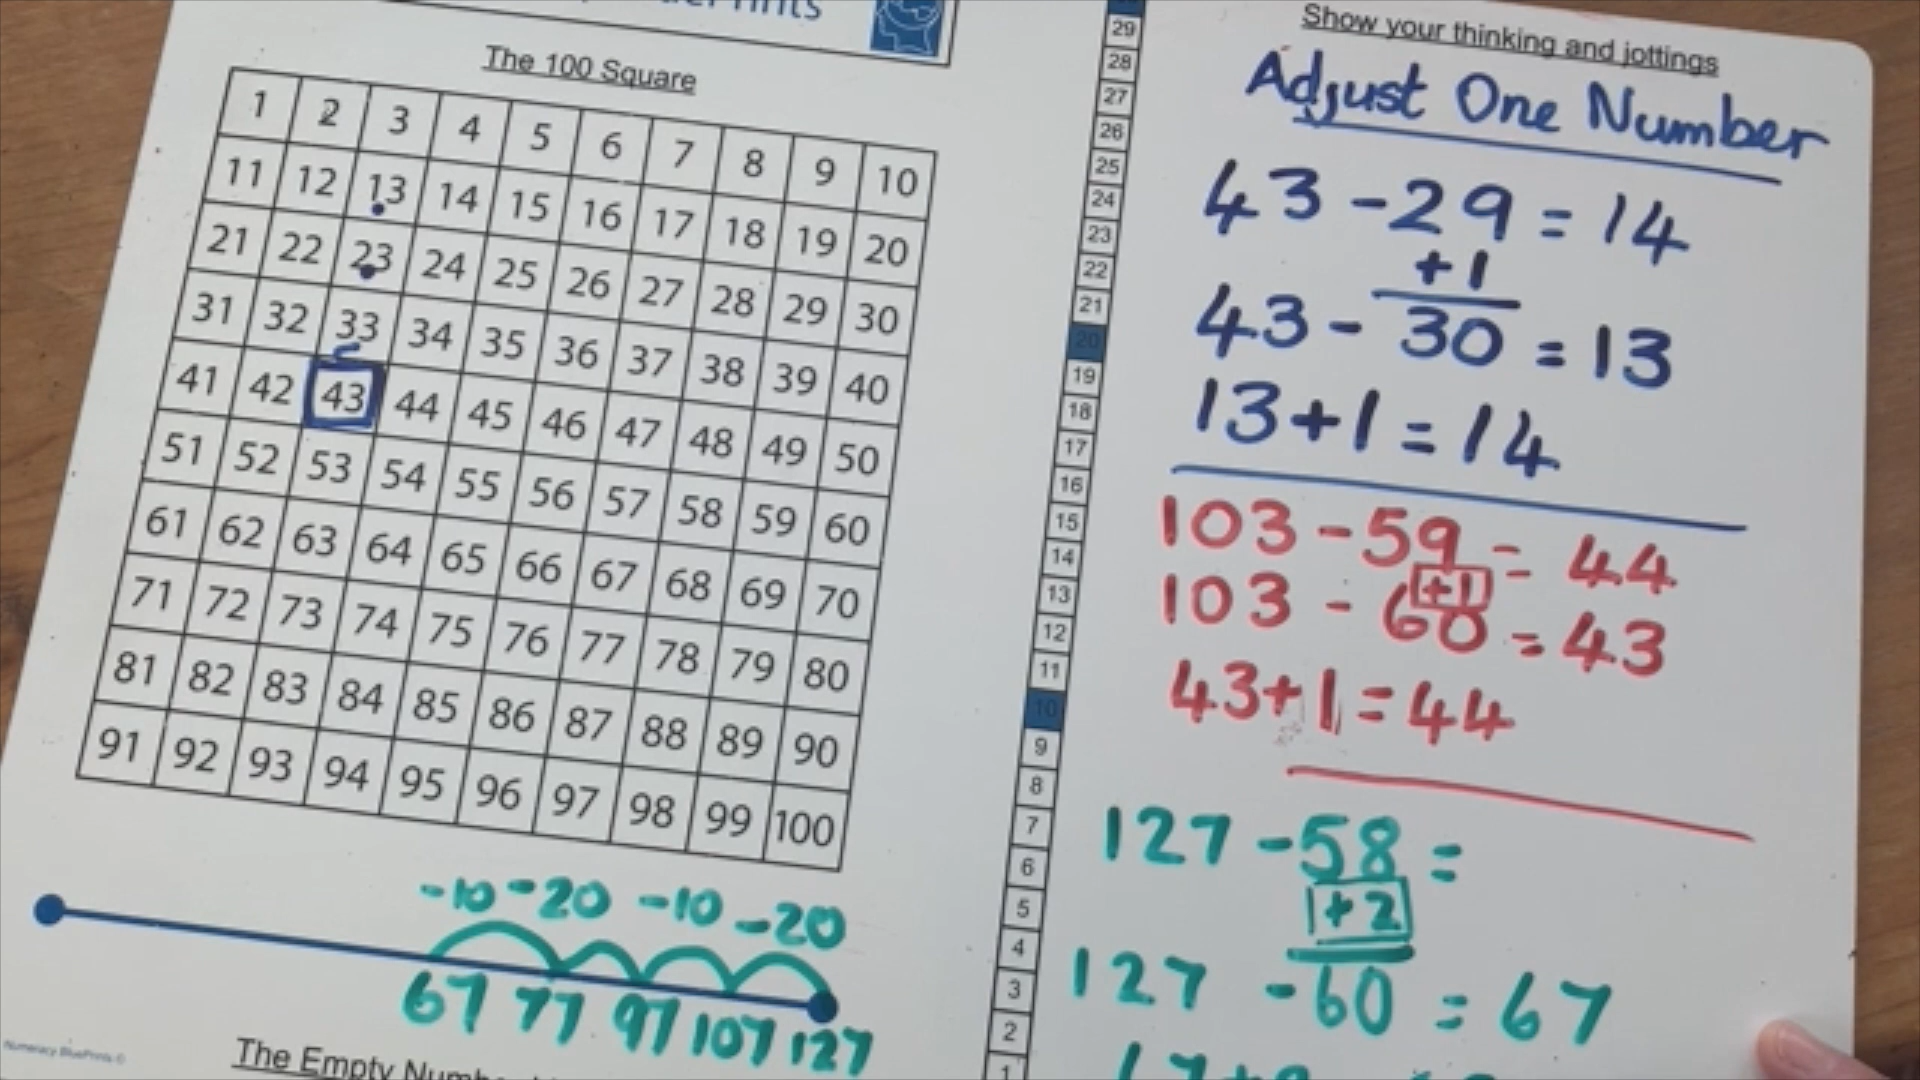 The 100 Square
1 2 3 4 5 6 7 8 9 10
11 12 13 14 15 16 17 18 19 20
21 22 23 24 25 26 27 28 29 30
31 32 33 34 35 36 37 38 39 40
41 42 43 44 45 46 47 48 49 50
51 52 53 54 55 56 57 58 59 60
61 62 63 64 65 66 67 68 69 70
71 72 73 74 75 76 77 78 79 80
81 82 83 84 85 86 87 88 89 90
91 92 93 94 95 96 97 98 99 100
-10 -20 -10 -20
67 77 97 107 127
Numeracy BluePrints ©
The Empty
29
28
27
26
25
24
23
22
21
20
19
18
17
16
15
14
13
12
11
10
9
8
7
6
5
4
3
2
1
Show your thinking and jottings
Adjust One Number
43 - 29 = 14
+1
43 - 30 = 13
13 + 1 = 14
103 - 59 = 44
+1
103 - 60 = 43
43 + 1 = 44
127 - 58 =
+2
127 - 60 = 67